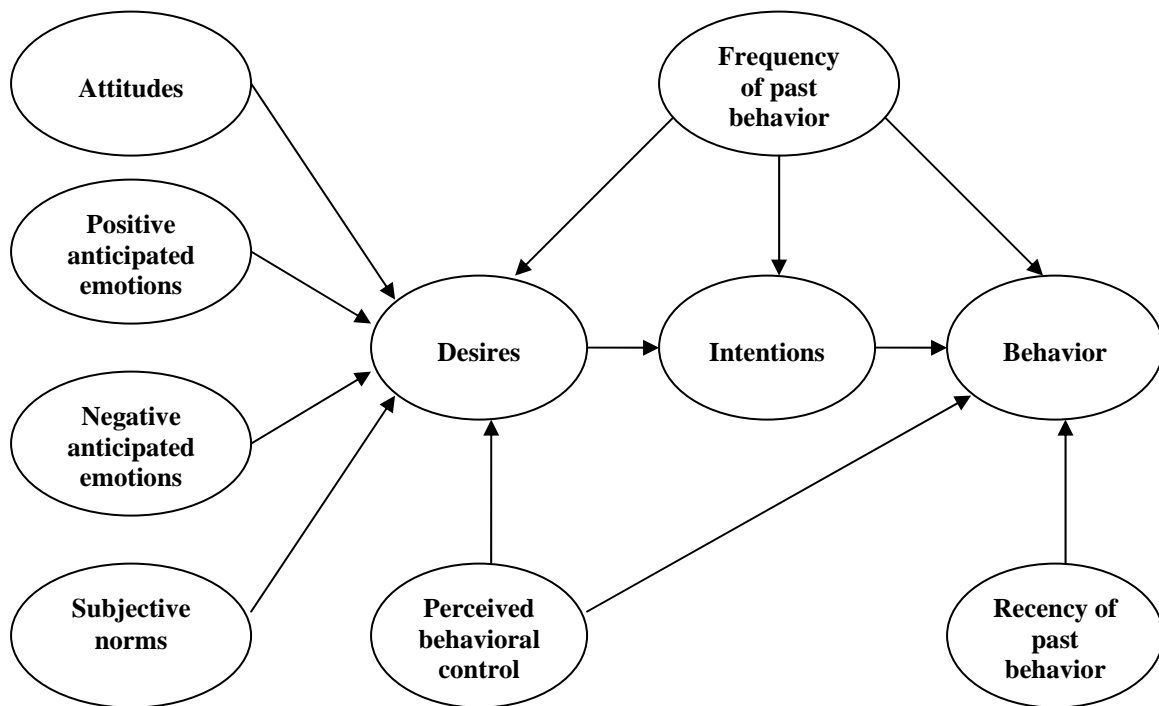 Attitudes
Frequency
of past
behavior
Positive
anticipated
emotions
Desires
Intentions
Behavior
Negative
anticipated
emotions
Subjective
norms
Perceived
behavioral
control
Recency of
past
behavior